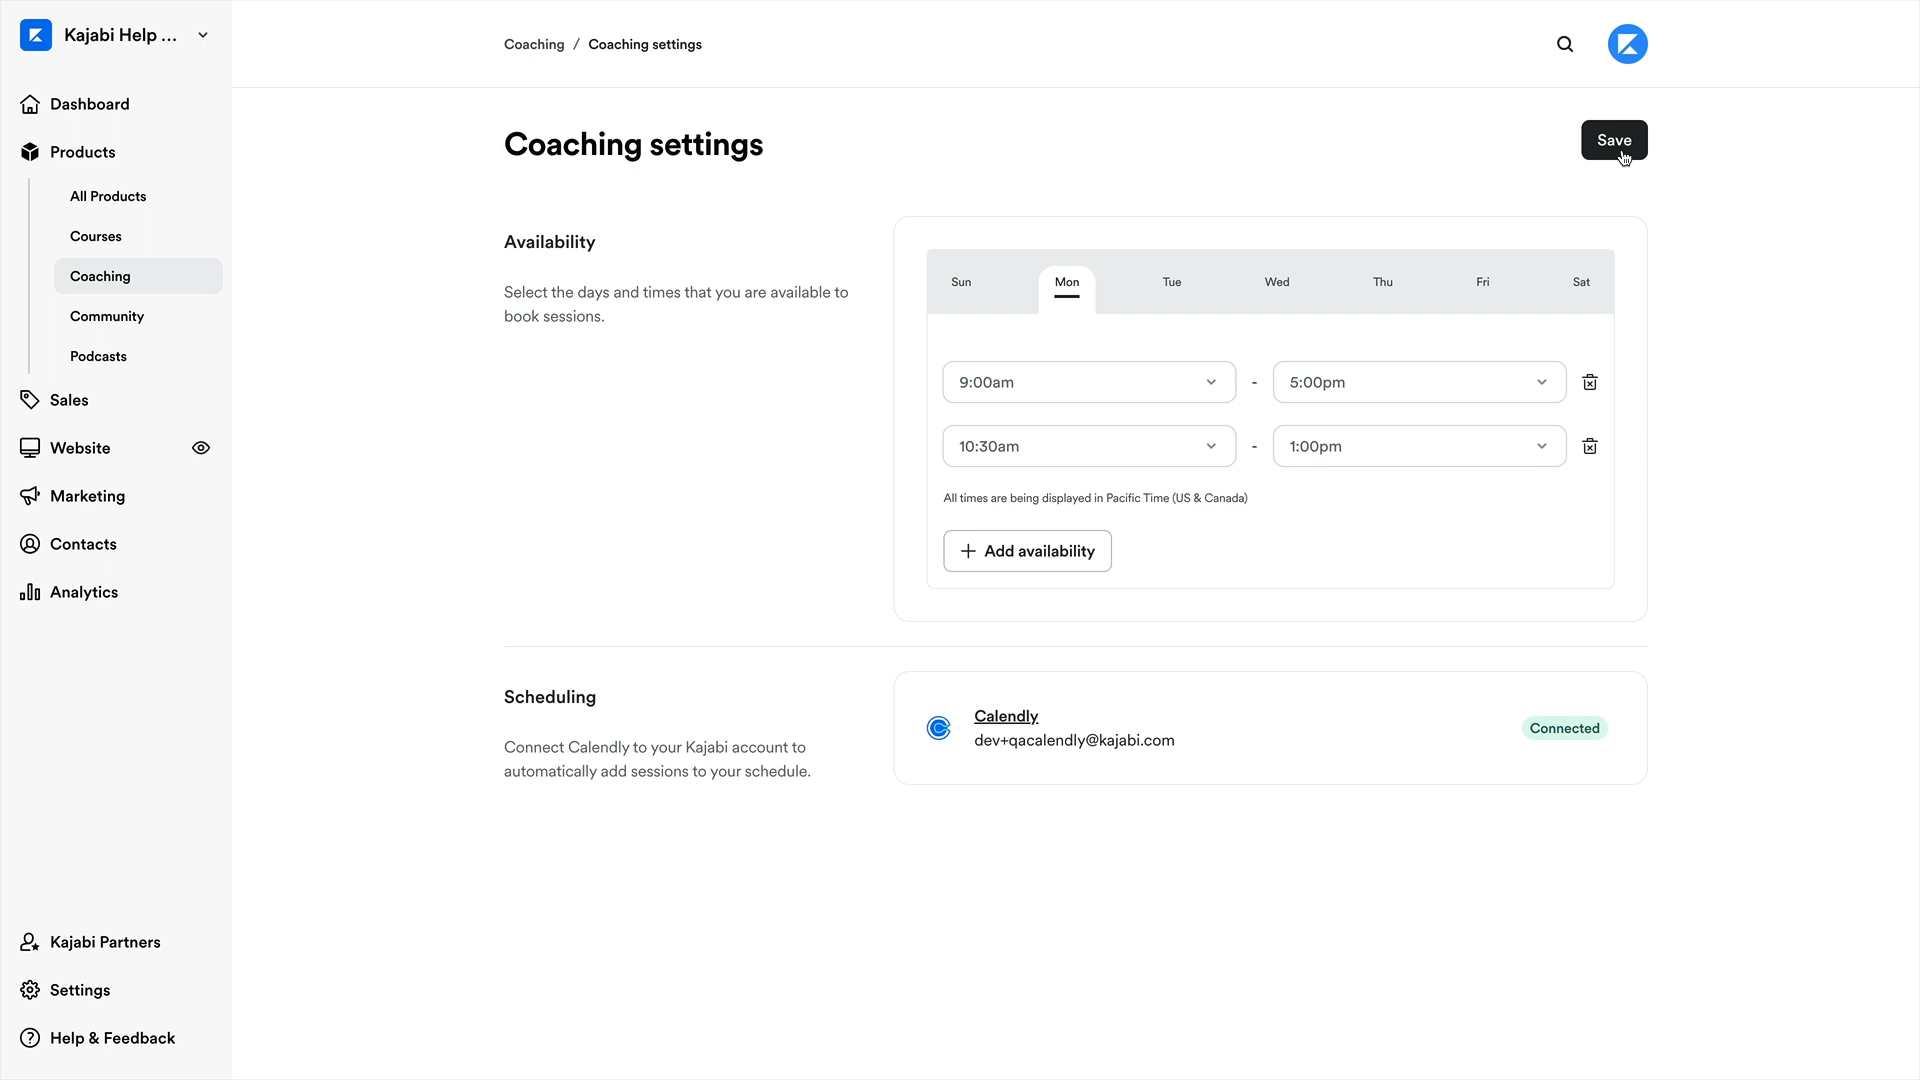 Kajabi Help ...
Dashboard
Products
All Products
Courses
Coaching
Community
Podcasts
Sales
Website
Marketing
Contacts
Analytics
Kajabi Partners
Settings
Help & Feedback
Coaching / Coaching settings
Coaching settings
Save
Availability
Select the days and times that you are available to
book sessions.
Sun Mon Tue Wed Thu Fri Sat
9:00am - 5:00pm
10:30am - 1:00pm
All times are being displayed in Pacific Time (US & Canada)
+ Add availability
Scheduling
Connect Calendly to your Kajabi account to
automatically add sessions to your schedule.
Calendly
dev+qacalendly@kajabi.com
Connected